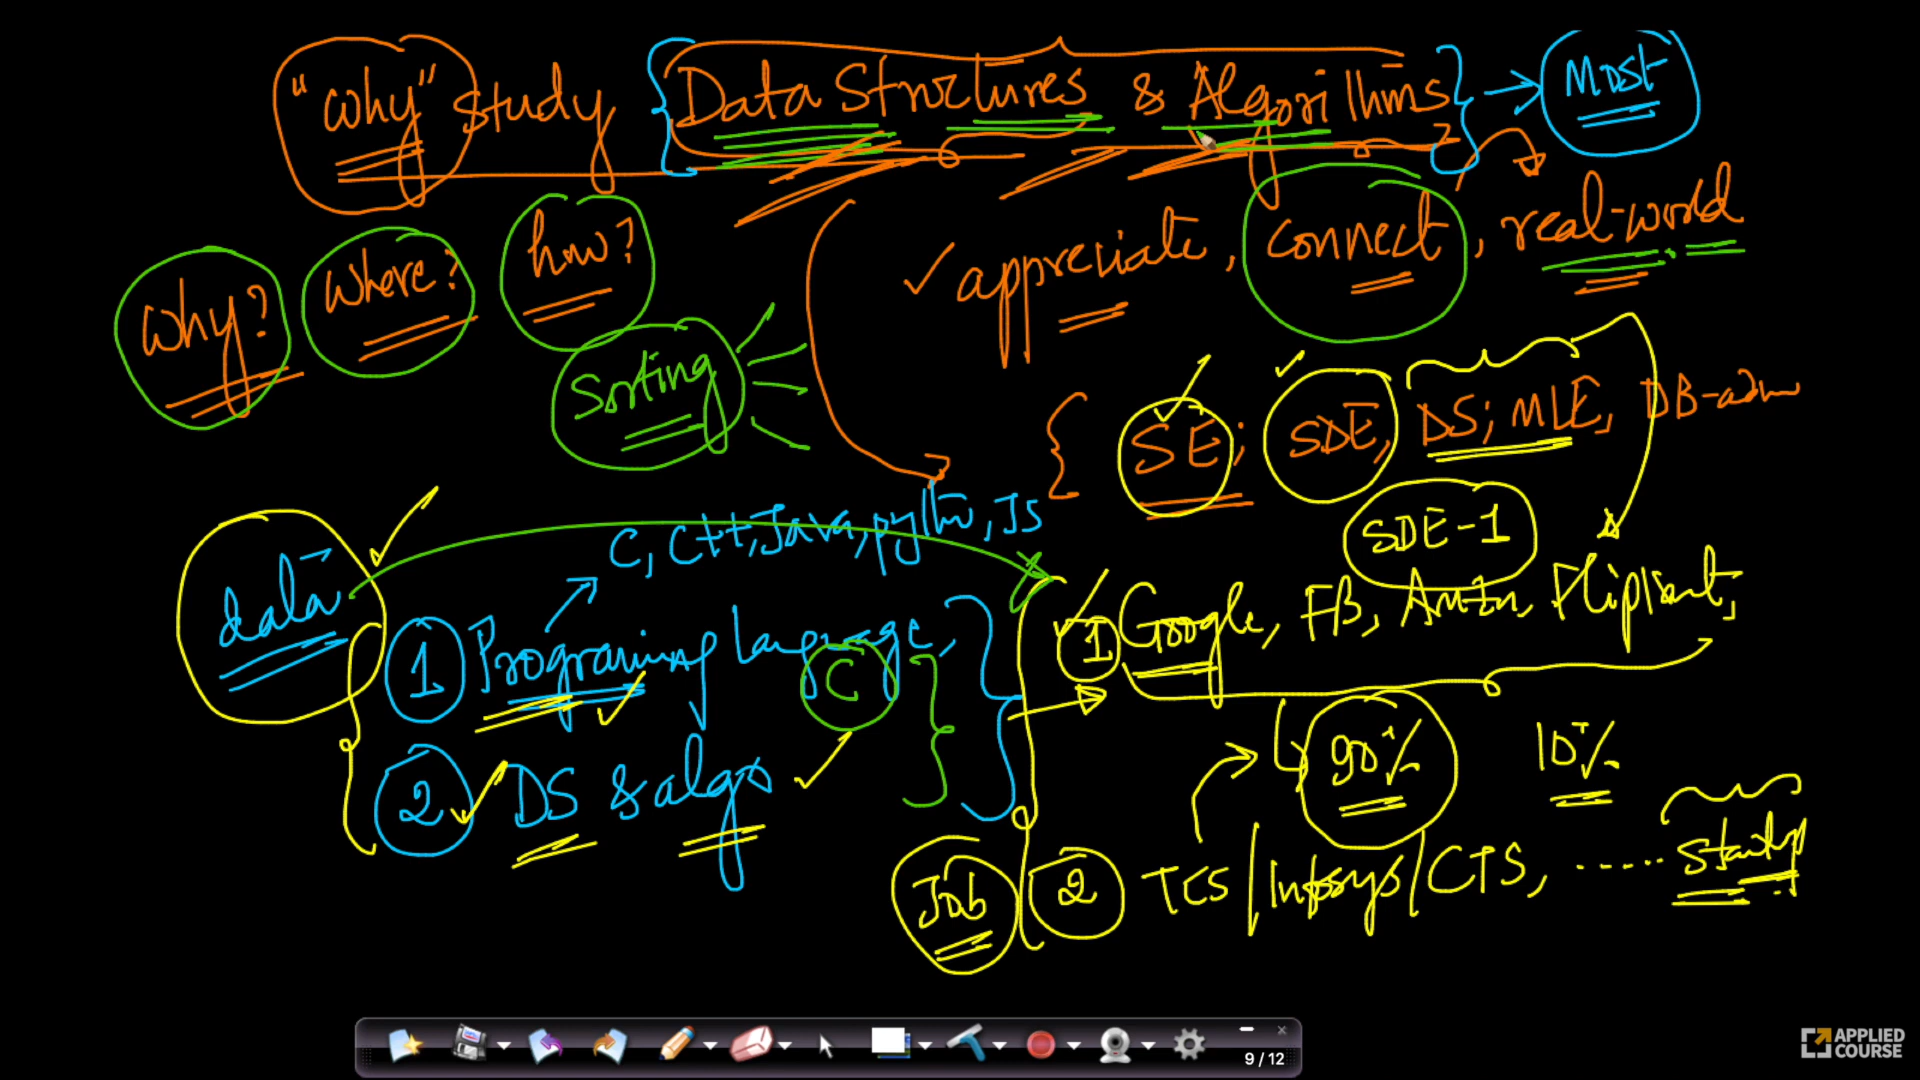 "why" study {Data Structures & Algorithms} → Most
why? where? how?
✓ appreciate, connect, real-world
Sorting
{ SE; SDE, DS; MLE, DB-adm
SDE-1
C, C++, Java, python, JS
data
1 Programing language, C
1 Google, FB, Amzn, Flipkart,
2 DS & algo
90% 10%
Job
2 TCS/Infosys/CTS, ..... Startup
9 / 12
APPLIED
COURSE